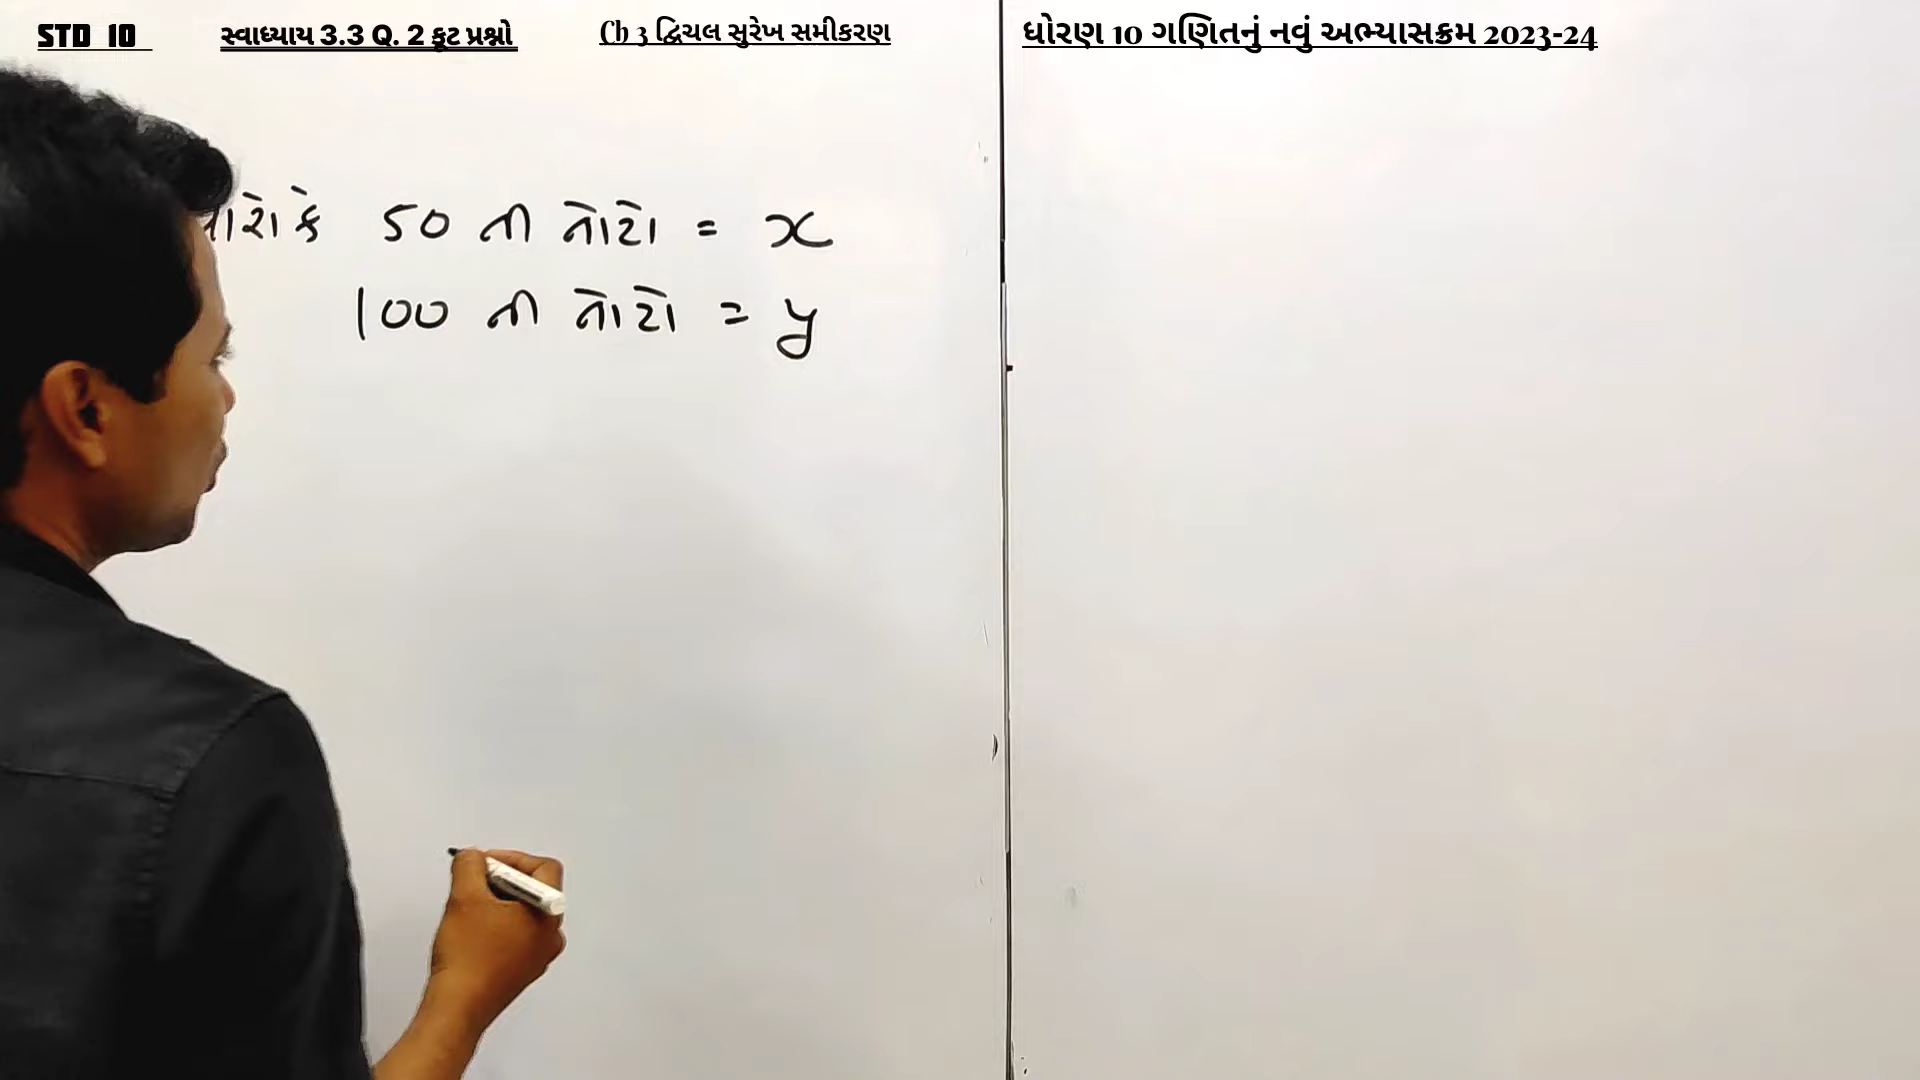 STD 10 સ્વાધ્યાય 3.3 Q. 2 કૂટ પ્રશ્નો Ch 3 દ્વિચલ સુરેખ સમીકરણ ધોરણ 10 ગણિતનું નવું અભ્યાસક્રમ 2023-24
50 ની નોટો = x
100 ની નોટો = y